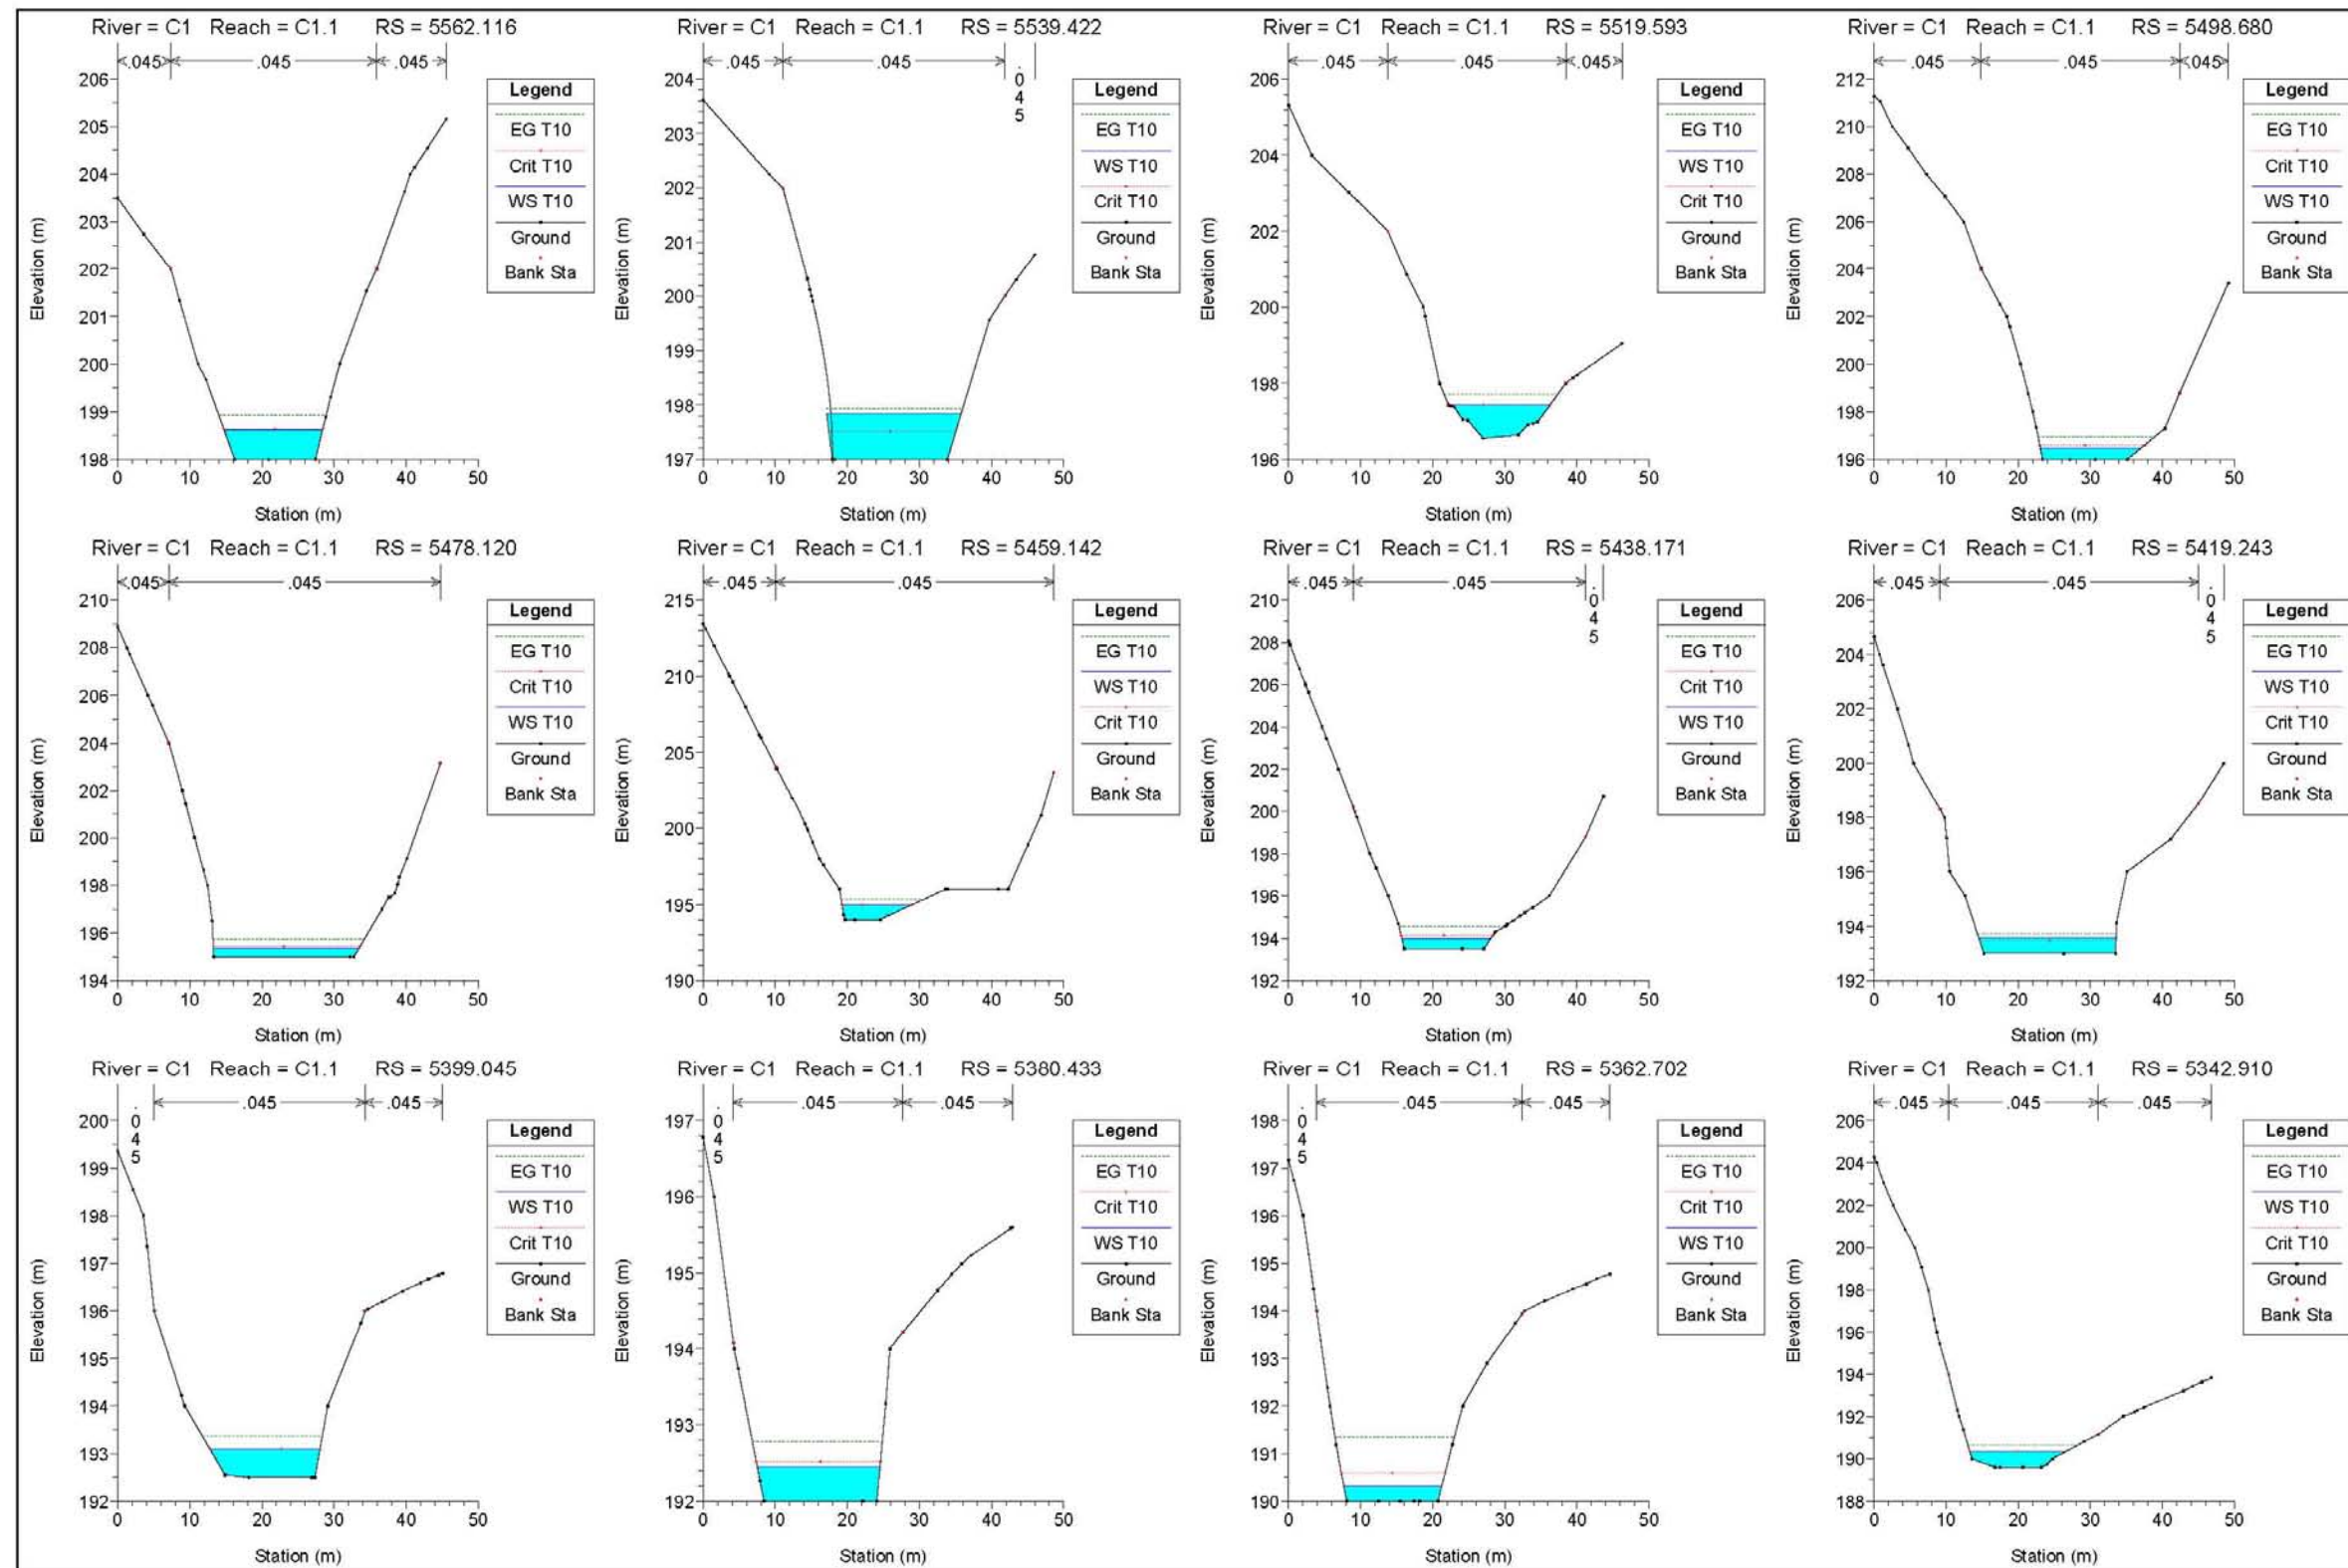 River = C1 Reach = C1.1 RS = 5562.116
.045 .045 .045
Legend
EG T10
Crit T10
WS T10
Ground
Bank Sta
Elevation (m)
206
205
204
203
202
201
200
199
198
0 10 20 30 40 50
Station (m)
River = C1 Reach = C1.1 RS = 5539.422
.045 .045 .045
Legend
EG T10
WS T10
Crit T10
Ground
Bank Sta
Elevation (m)
204
203
202
201
200
199
198
197
0 10 20 30 40 50
Station (m)
River = C1 Reach = C1.1 RS = 5519.593
.045 .045 .045
Legend
EG T10
WS T10
Crit T10
Ground
Bank Sta
Elevation (m)
206
204
202
200
198
196
0 10 20 30 40 50
Station (m)
River = C1 Reach = C1.1 RS = 5498.680
.045 .045 .045
Legend
EG T10
Crit T10
WS T10
Ground
Bank Sta
Elevation (m)
212
210
208
206
204
202
200
198
196
0 10 20 30 40 50
Station (m)
River = C1 Reach = C1.1 RS = 5478.120
.045 .045
Legend
EG T10
Crit T10
WS T10
Ground
Bank Sta
Elevation (m)
210
208
206
204
202
200
198
196
194
0 10 20 30 40 50
Station (m)
River = C1 Reach = C1.1 RS = 5459.142
.045 .045
Legend
EG T10
WS T10
Crit T10
Ground
Bank Sta
Elevation (m)
215
210
205
200
195
190
0 10 20 30 40 50
Station (m)
River = C1 Reach = C1.1 RS = 5438.171
.045 .045 .045
Legend
EG T10
Crit T10
WS T10
Ground
Bank Sta
Elevation (m)
210
208
206
204
202
200
198
196
194
192
0 10 20 30 40 50
Station (m)
River = C1 Reach = C1.1 RS = 5419.243
.045 .045 .045
Legend
EG T10
WS T10
Crit T10
Ground
Bank Sta
Elevation (m)
206
204
202
200
198
196
194
192
0 10 20 30 40 50
Station (m)
River = C1 Reach = C1.1 RS = 5399.045
.045 .045 .045
Legend
EG T10
WS T10
Crit T10
Ground
Bank Sta
Elevation (m)
200
199
198
197
196
195
194
193
192
0 10 20 30 40 50
Station (m)
River = C1 Reach = C1.1 RS = 5380.433
.045 .045 .045
Legend
EG T10
Crit T10
WS T10
Ground
Bank Sta
Elevation (m)
197
196
195
194
193
192
0 10 20 30 40 50
Station (m)
River = C1 Reach = C1.1 RS = 5362.702
.045 .045 .045
Legend
EG T10
Crit T10
WS T10
Ground
Bank Sta
Elevation (m)
198
197
196
195
194
193
192
191
190
0 10 20 30 40 50
Station (m)
River = C1 Reach = C1.1 RS = 5342.910
.045 .045 .045
Legend
EG T10
WS T10
Crit T10
Ground
Bank Sta
Elevation (m)
206
204
202
200
198
196
194
192
190
188
0 10 20 30 40 50
Station (m)